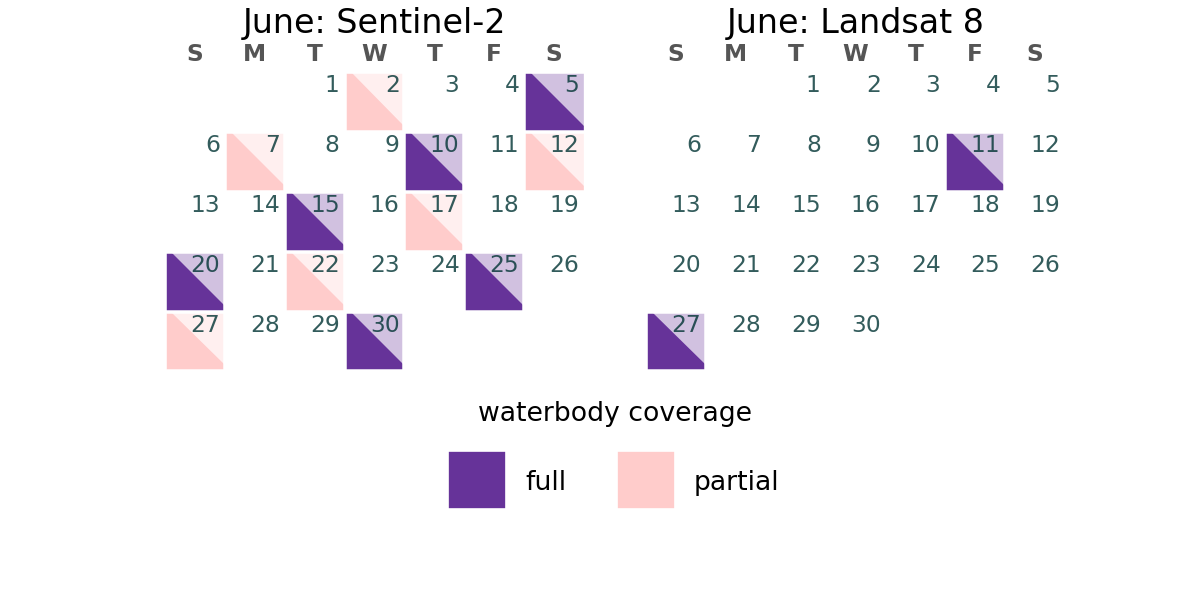 June: Sentinel-2
S M T W T F S
1 2 3 4 5
6 7 8 9 10 11 12
13 14 15 16 17 18 19
20 21 22 23 24 25 26
27 28 29 30
June: Landsat 8
S M T W T F S
1 2 3 4 5
6 7 8 9 10 11 12
13 14 15 16 17 18 19
20 21 22 23 24 25 26
27 28 29 30
waterbody coverage
full
partial